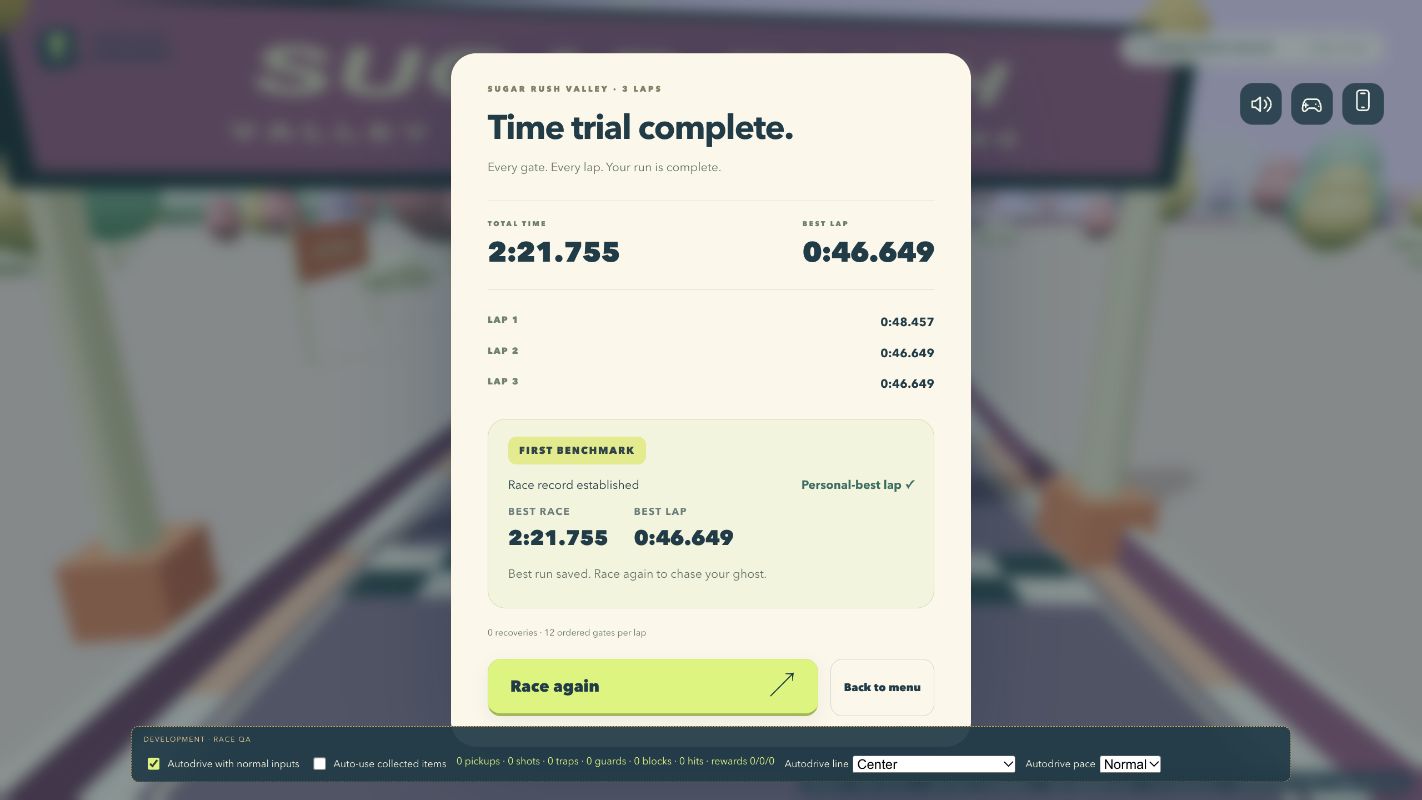 SUGAR RUSH VALLEY · 3 LAPS
Time trial complete.
Every gate. Every lap. Your run is complete.
TOTAL TIME BEST LAP
2:21.755 0:46.649
LAP 1 0:48.457
LAP 2 0:46.649
LAP 3 0:46.649
FIRST BENCHMARK
Race record established Personal-best lap ✓
BEST RACE BEST LAP
2:21.755 0:46.649
Best run saved. Race again to chase your ghost.
0 recoveries · 12 ordered gates per lap
Race again Back to menu
DEVELOPMENT · RACE QA
Autodrive with normal inputs Auto-use collected items 0 pickups · 0 shots · 0 traps · 0 guards · 0 blocks · 0 hits · rewards 0/0/0 Autodrive line Center Autodrive pace Normal
VALLEY